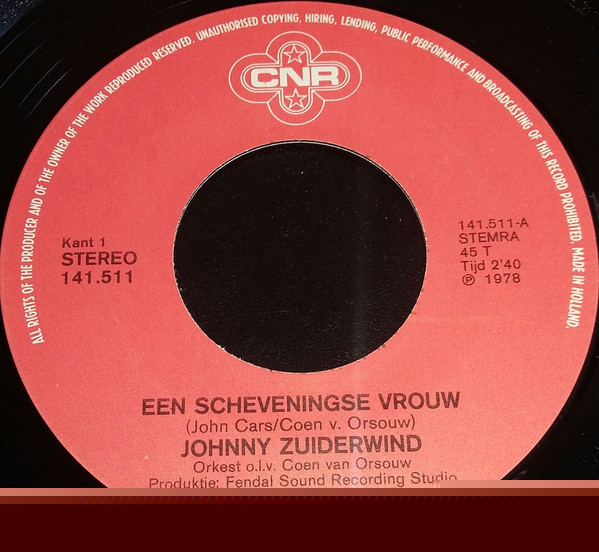 ALL RIGHTS OF THE PRODUCER AND OF THE OWNER OF THE WORK REPRODUCED RESERVED. UNAUTHORISED COPYING, HIRING, LENDING, PUBLIC PERFORMANCE AND BROADCASTING OF THIS RECORD PROHIBITED. MADE IN HOLLAND.
CNR
Kant 1
STEREO
141.511
141.511-A
STEMRA
45 T
Tijd 2'40
℗ 1978
EEN SCHEVENINGSE VROUW
(John Cars/Coen v. Orsouw)
JOHNNY ZUIDERWIND
Orkest o.l.v. Coen van Orsouw
Produktie: Fendal Sound Recording Studio